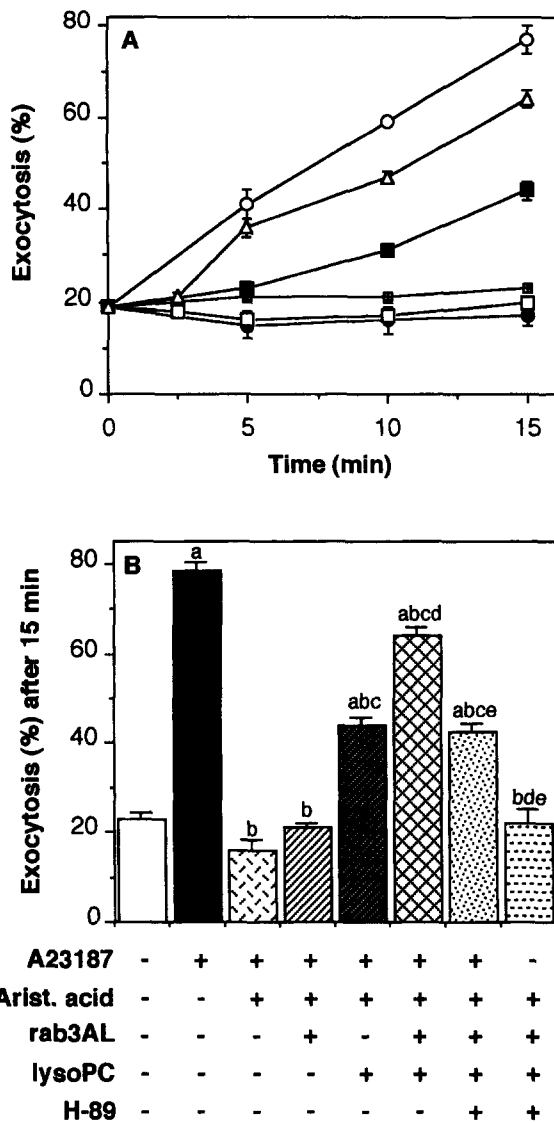 A
80
60
40
20
0
Exocytosis (%)
0 5 10 15
Time (min)
B
80
60
40
20
0
Exocytosis (%) after 15 min
a
b
b
abc
abcd
abce
bde
A23187 - + + + + + + -
Arist. acid - - + + + + + +
rab3AL - - - + - + + +
lysoPC - - - - + + + +
H-89 - - - - - - + +